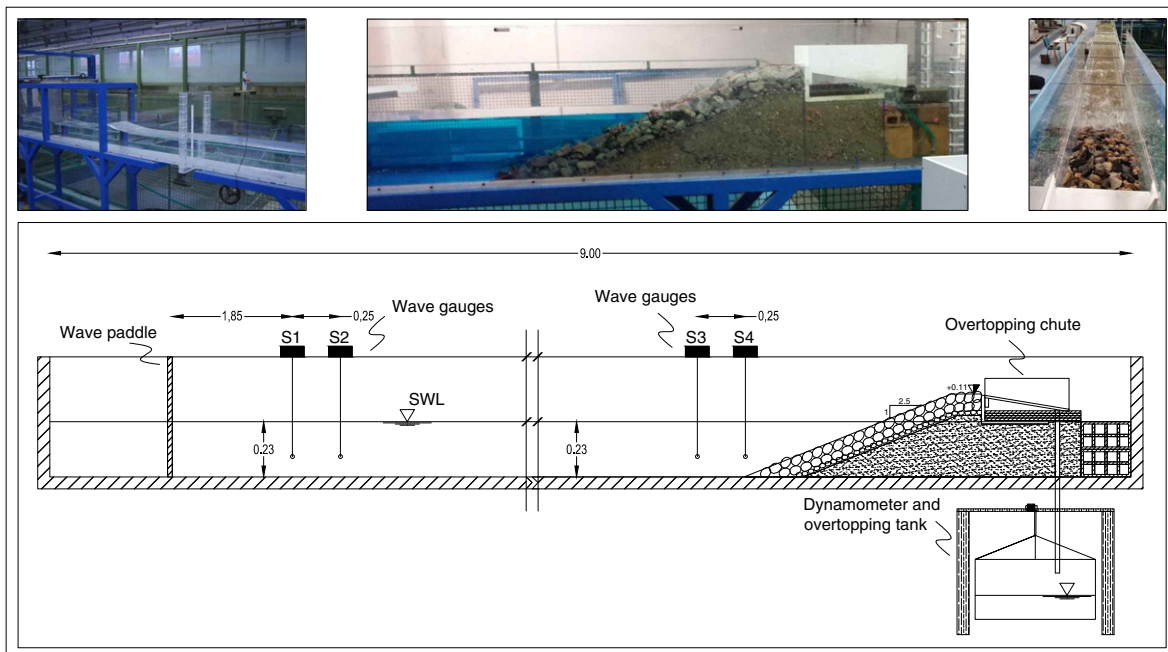 9.00
Wave gauges
Wave gauges
1,85
0,25
0,25
Wave paddle
S1
S2
S3
S4
Overtopping chute
SWL
+0.11
2.5
1
0.23
0.23
Dynamometer and
overtopping tank